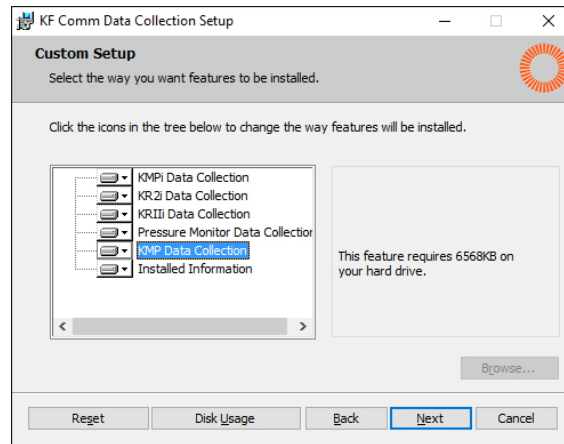 KF Comm Data Collection Setup
Custom Setup
Select the way you want features to be installed.
Click the icons in the tree below to change the way features will be installed.
KMPi Data Collection
KR2i Data Collection
KRIIi Data Collection
Pressure Monitor Data Collection
KMP Data Collection
Installed Information
This feature requires 6568KB on
your hard drive.
Browse...
Reset
Disk Usage
Back
Next
Cancel